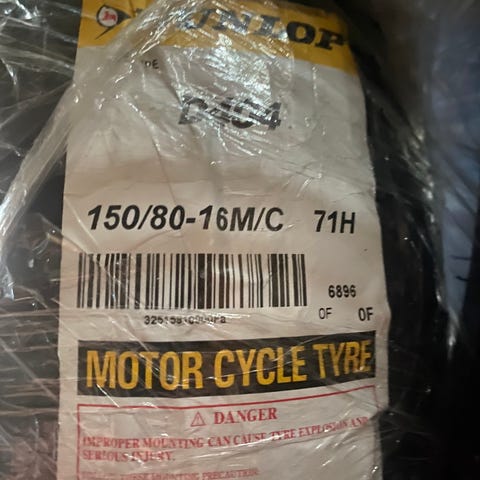 DUNLOP
D404
150/80-16M/C 71H
6896
OF OF
MOTOR CYCLE TYRE
DANGER
IMPROPER MOUNTING CAN CAUSE TYRE EXPLOSION AND
SERIOUS INJURY.